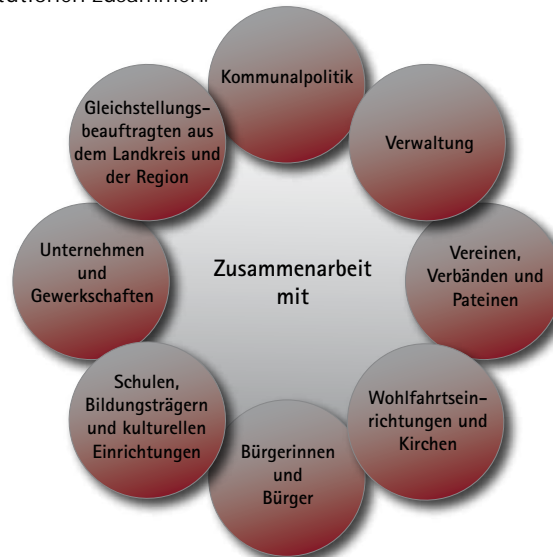 zusammen.
Kommunalpolitik
Verwaltung
Vereinen,
Verbänden und
Pateinen
Wohlfahrtsein-
richtungen und
Kirchen
Bürgerinnen
und
Bürger
Schulen,
Bildungsträgern
und kulturellen
Einrichtungen
Unternehmen
und
Gewerkschaften
Gleichstellungs-
beauftragten aus
dem Landkreis und
der Region
Zusammenarbeit
mit